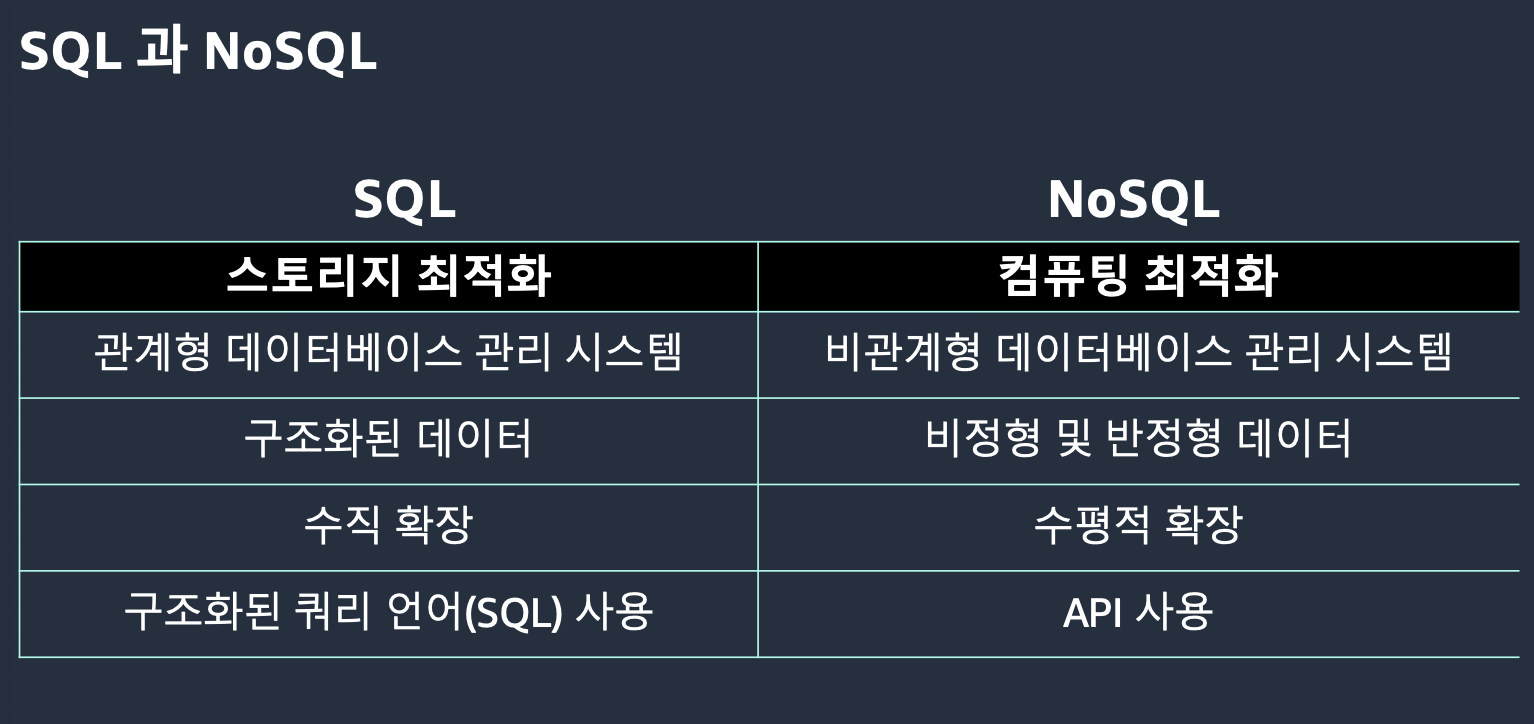 SQL 과 NoSQL
SQL NoSQL
스토리지 최적화 컴퓨팅 최적화
관계형 데이터베이스 관리 시스템 비관계형 데이터베이스 관리 시스템
구조화된 데이터 비정형 및 반정형 데이터
수직 확장 수평적 확장
구조화된 쿼리 언어(SQL) 사용 API 사용